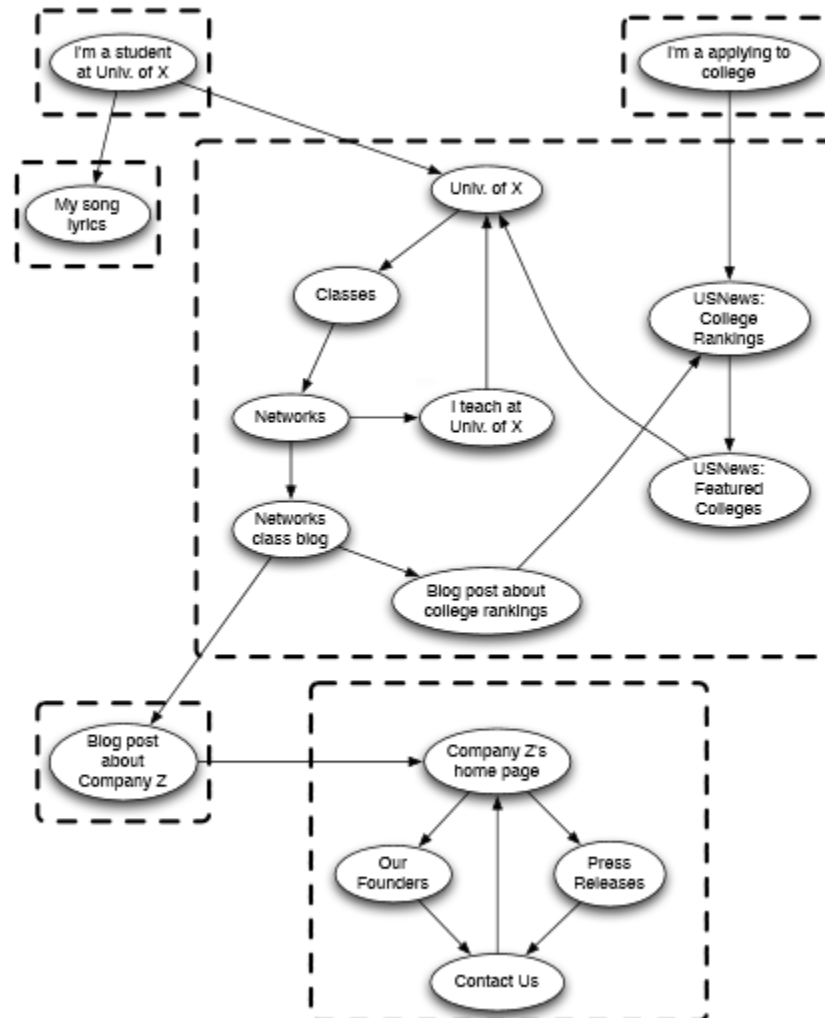 I'm a student
at Univ. of X
I'm a applying to
college
My song
lyrics
Univ. of X
Classes
USNews:
College
Rankings
Networks
I teach at
Univ. of X
USNews:
Featured
Colleges
Networks
class blog
Blog post about
college rankings
Blog post
about
Company Z
Company Z's
home page
Our
Founders
Press
Releases
Contact Us